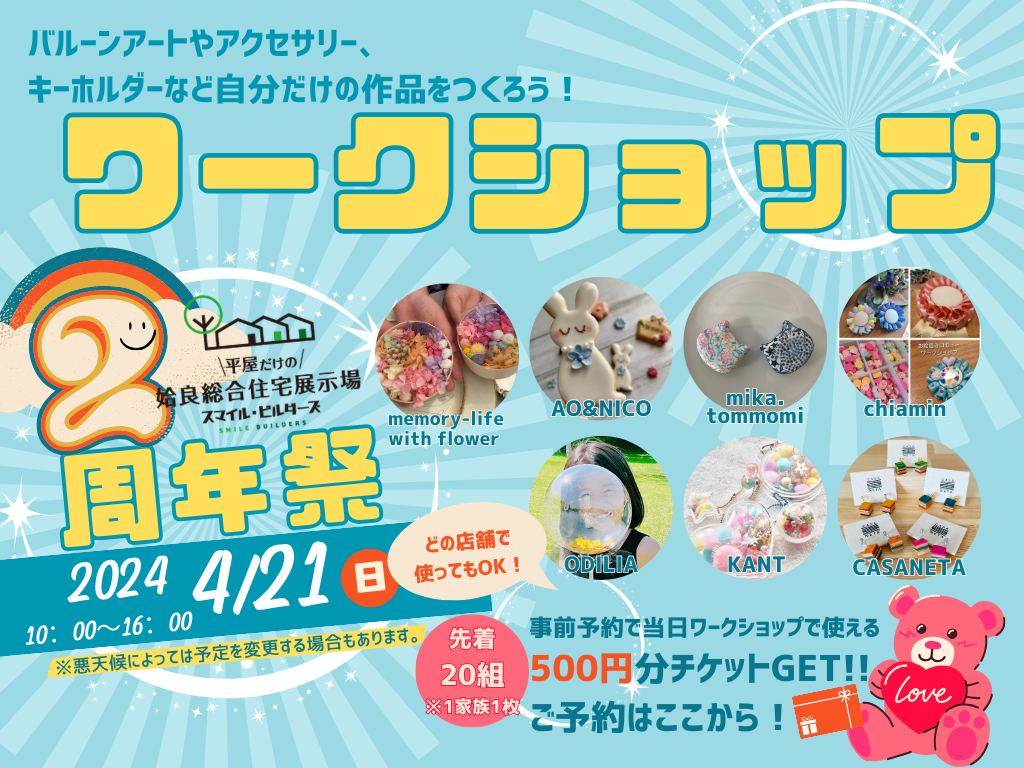 バルーンアートやアクセサリー、
キーホルダーなど自分だけの作品をつくろう！
ワークショップ
2
平屋だけの
姶良総合住宅展示場
スマイル・ビルダーズ
SMILE BUILDERS
周年祭
2024 4/21 日
10：00～16：00
※悪天候によっては予定を変更する場合もあります。
memory-life
with flower
AO&NICO
mika.
tommomi
ワークショップ
chiamin
ODILIA
KANT
CASANETA
どの店舗で
使ってもOK！
先着
20組
※1家族1枚
事前予約で当日ワークショップで使える
500円分チケットGET!!
ご予約はここから！
love